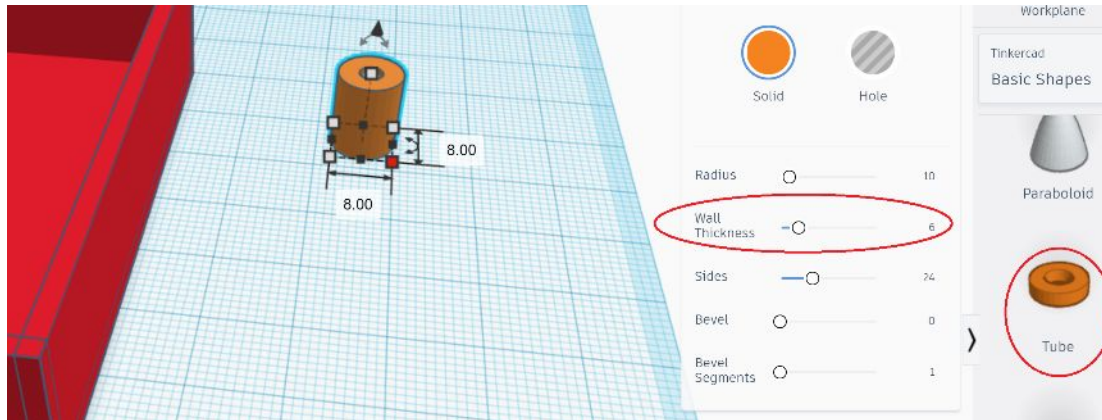 8.00
8.00
Solid
Hole
Radius 10
Wall
Thickness 6
Sides 24
Bevel 0
Bevel
Segments 1
Workplane
Tinkercad
Basic Shapes
Paraboloid
Tube